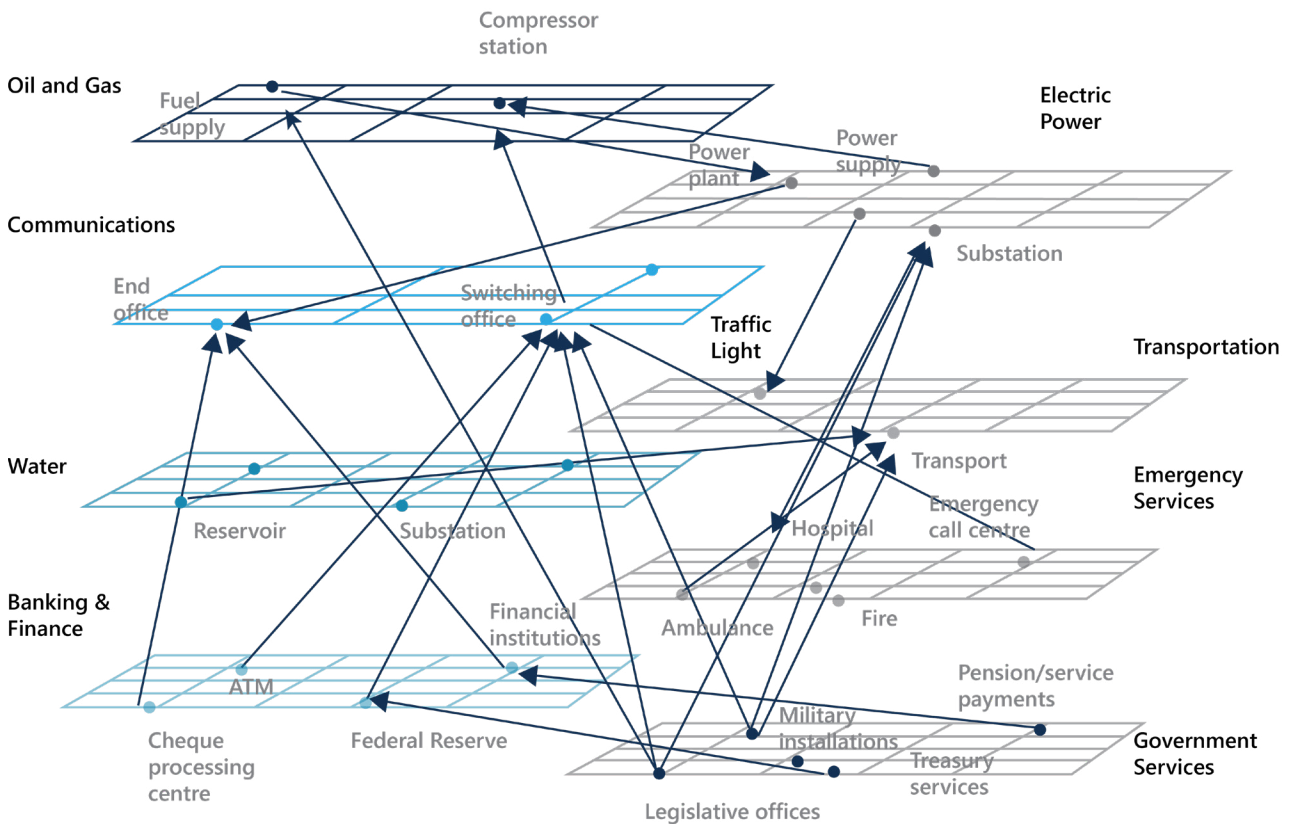 Compressor
station
Oil and Gas
Fuel
supply
Electric
Power
Power
supply
Power
plant
Communications
Substation
End
office
Switching
office
Traffic
Light
Transportation
Water
Transport
Emergency
Services
Reservoir
Substation
Hospital
Emergency
call centre
Banking &
Finance
Financial
institutions
Ambulance
Fire
ATM
Pension/service
payments
Cheque
processing
centre
Federal Reserve
Military
installations
Treasury
services
Government
Services
Legislative offices